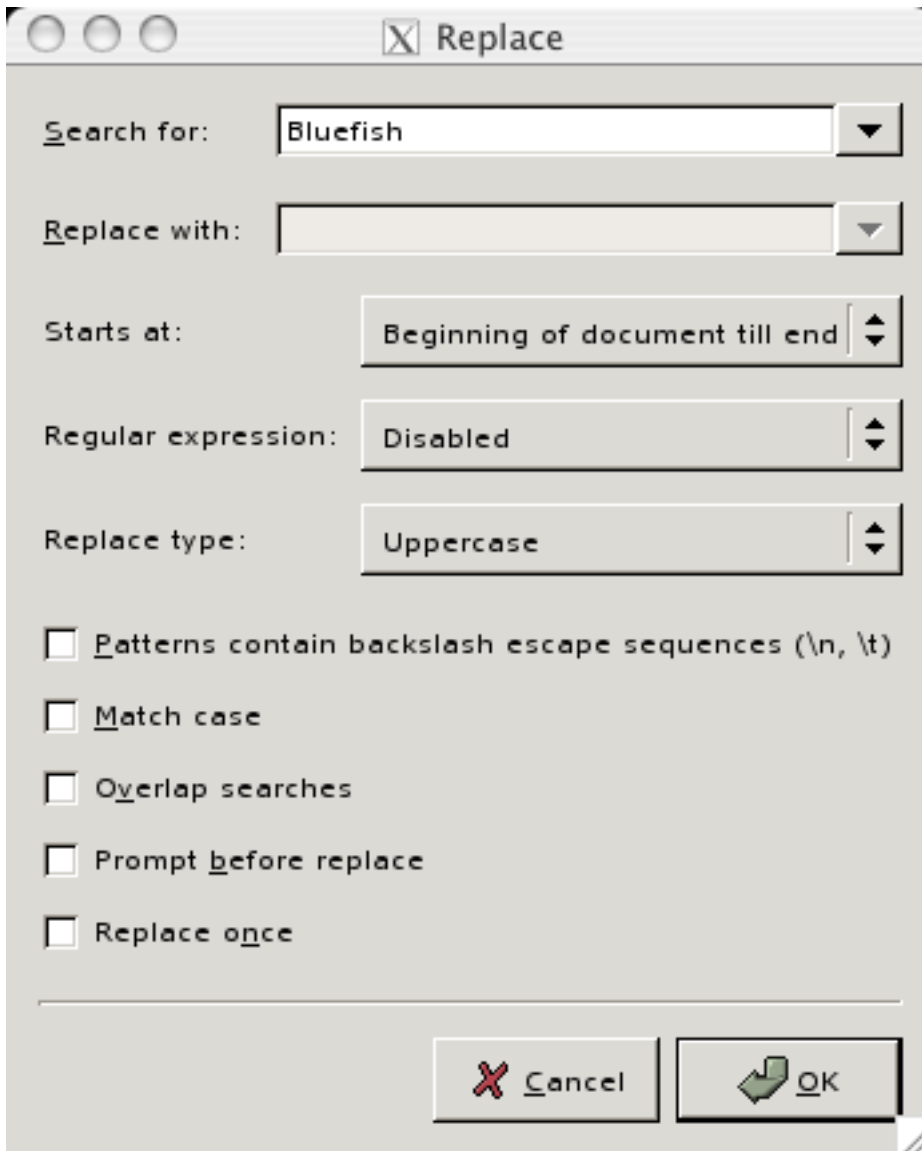 X Replace
Search for: Bluefish
Replace with:
Starts at: Beginning of document till end
Regular expression: Disabled
Replace type: Uppercase
Patterns contain backslash escape sequences (\n, \t)
Match case
Overlap searches
Prompt before replace
Replace once
Cancel OK